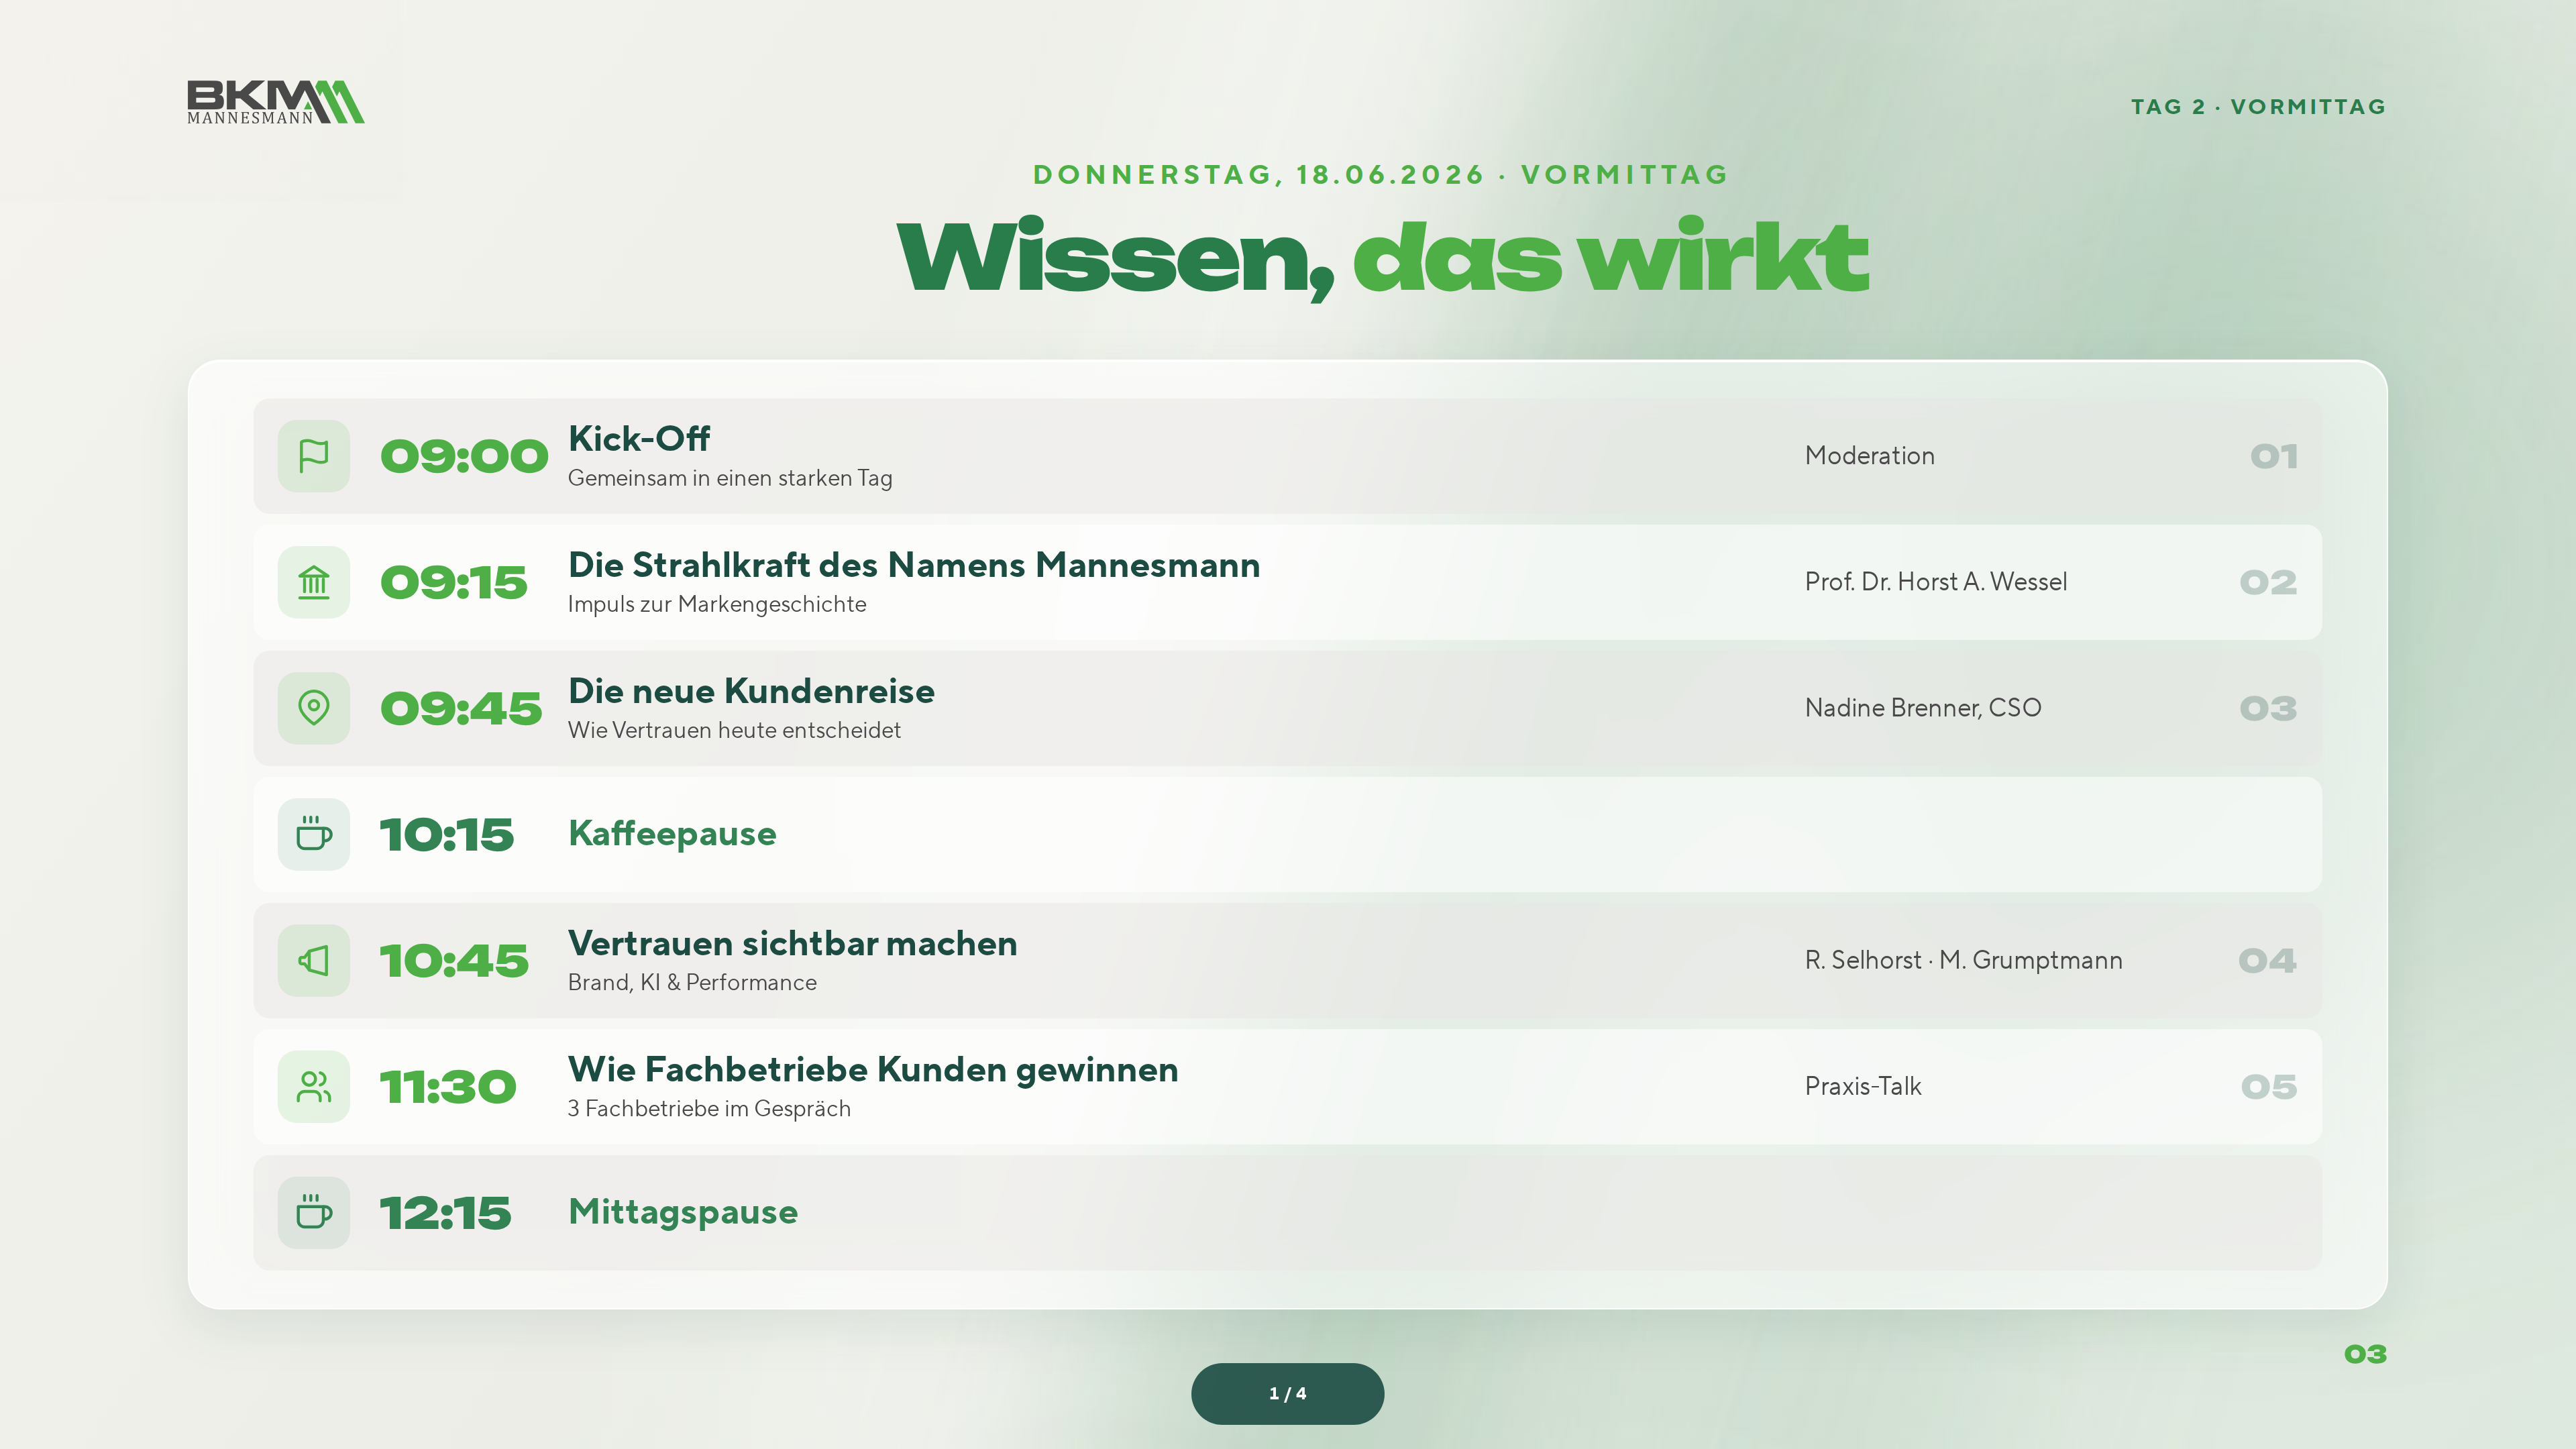 BKM
MANNESMANN
TAG 2 · VORMITTAG
DONNERSTAG, 18.06.2026 · VORMITTAG
Wissen, das wirkt
09:00 Kick-Off Moderation 01
Gemeinsam in einen starken Tag
09:15 Die Strahlkraft des Namens Mannesmann Prof. Dr. Horst A. Wessel 02
Impuls zur Markengeschichte
09:45 Die neue Kundenreise Nadine Brenner, CSO 03
Wie Vertrauen heute entscheidet
10:15 Kaffeepause
10:45 Vertrauen sichtbar machen R. Selhorst · M. Grumptmann 04
Brand, KI & Performance
11:30 Wie Fachbetriebe Kunden gewinnen Praxis-Talk 05
3 Fachbetriebe im Gespräch
12:15 Mittagspause
03
1 / 4